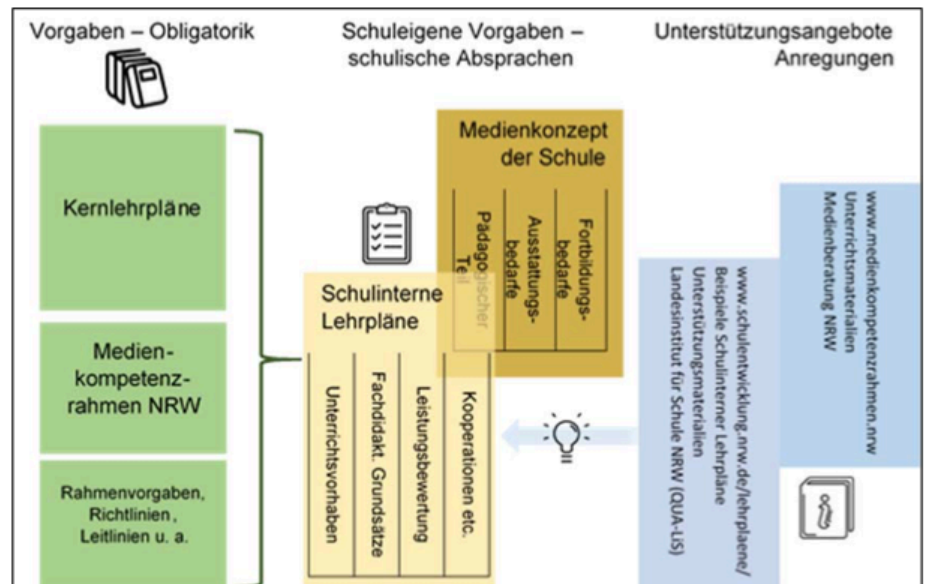 Vorgaben – Obligatorik
Schuleigene Vorgaben –
schulische Absprachen
Unterstützungsangebote
Anregungen
Kernlehrpläne
Medien-
kompetenz-
rahmen NRW
Rahmenvorgaben,
Richtlinien,
Leitlinien u. a.
Medienkonzept
der Schule
Pädagogischer
Teil
Ausstattungs-
bedarfe
Fortbildungs-
bedarfe
Schulinterne
Lehrpläne
Unterrichtsvorhaben
Fachdidakt. Grundsätze
Leistungsbewertung
Kooperationen etc.
www.schulentwicklung.nrw.de/lehrplaene/
Beispiele Schulinterner Lehrpläne
Unterstützungsmaterialien
Landesinstitut für Schule NRW (QUA-LiS)
www.medienkompetenzrahmen.nrw
Unterrichtsmaterialien
Medienberatung NRW